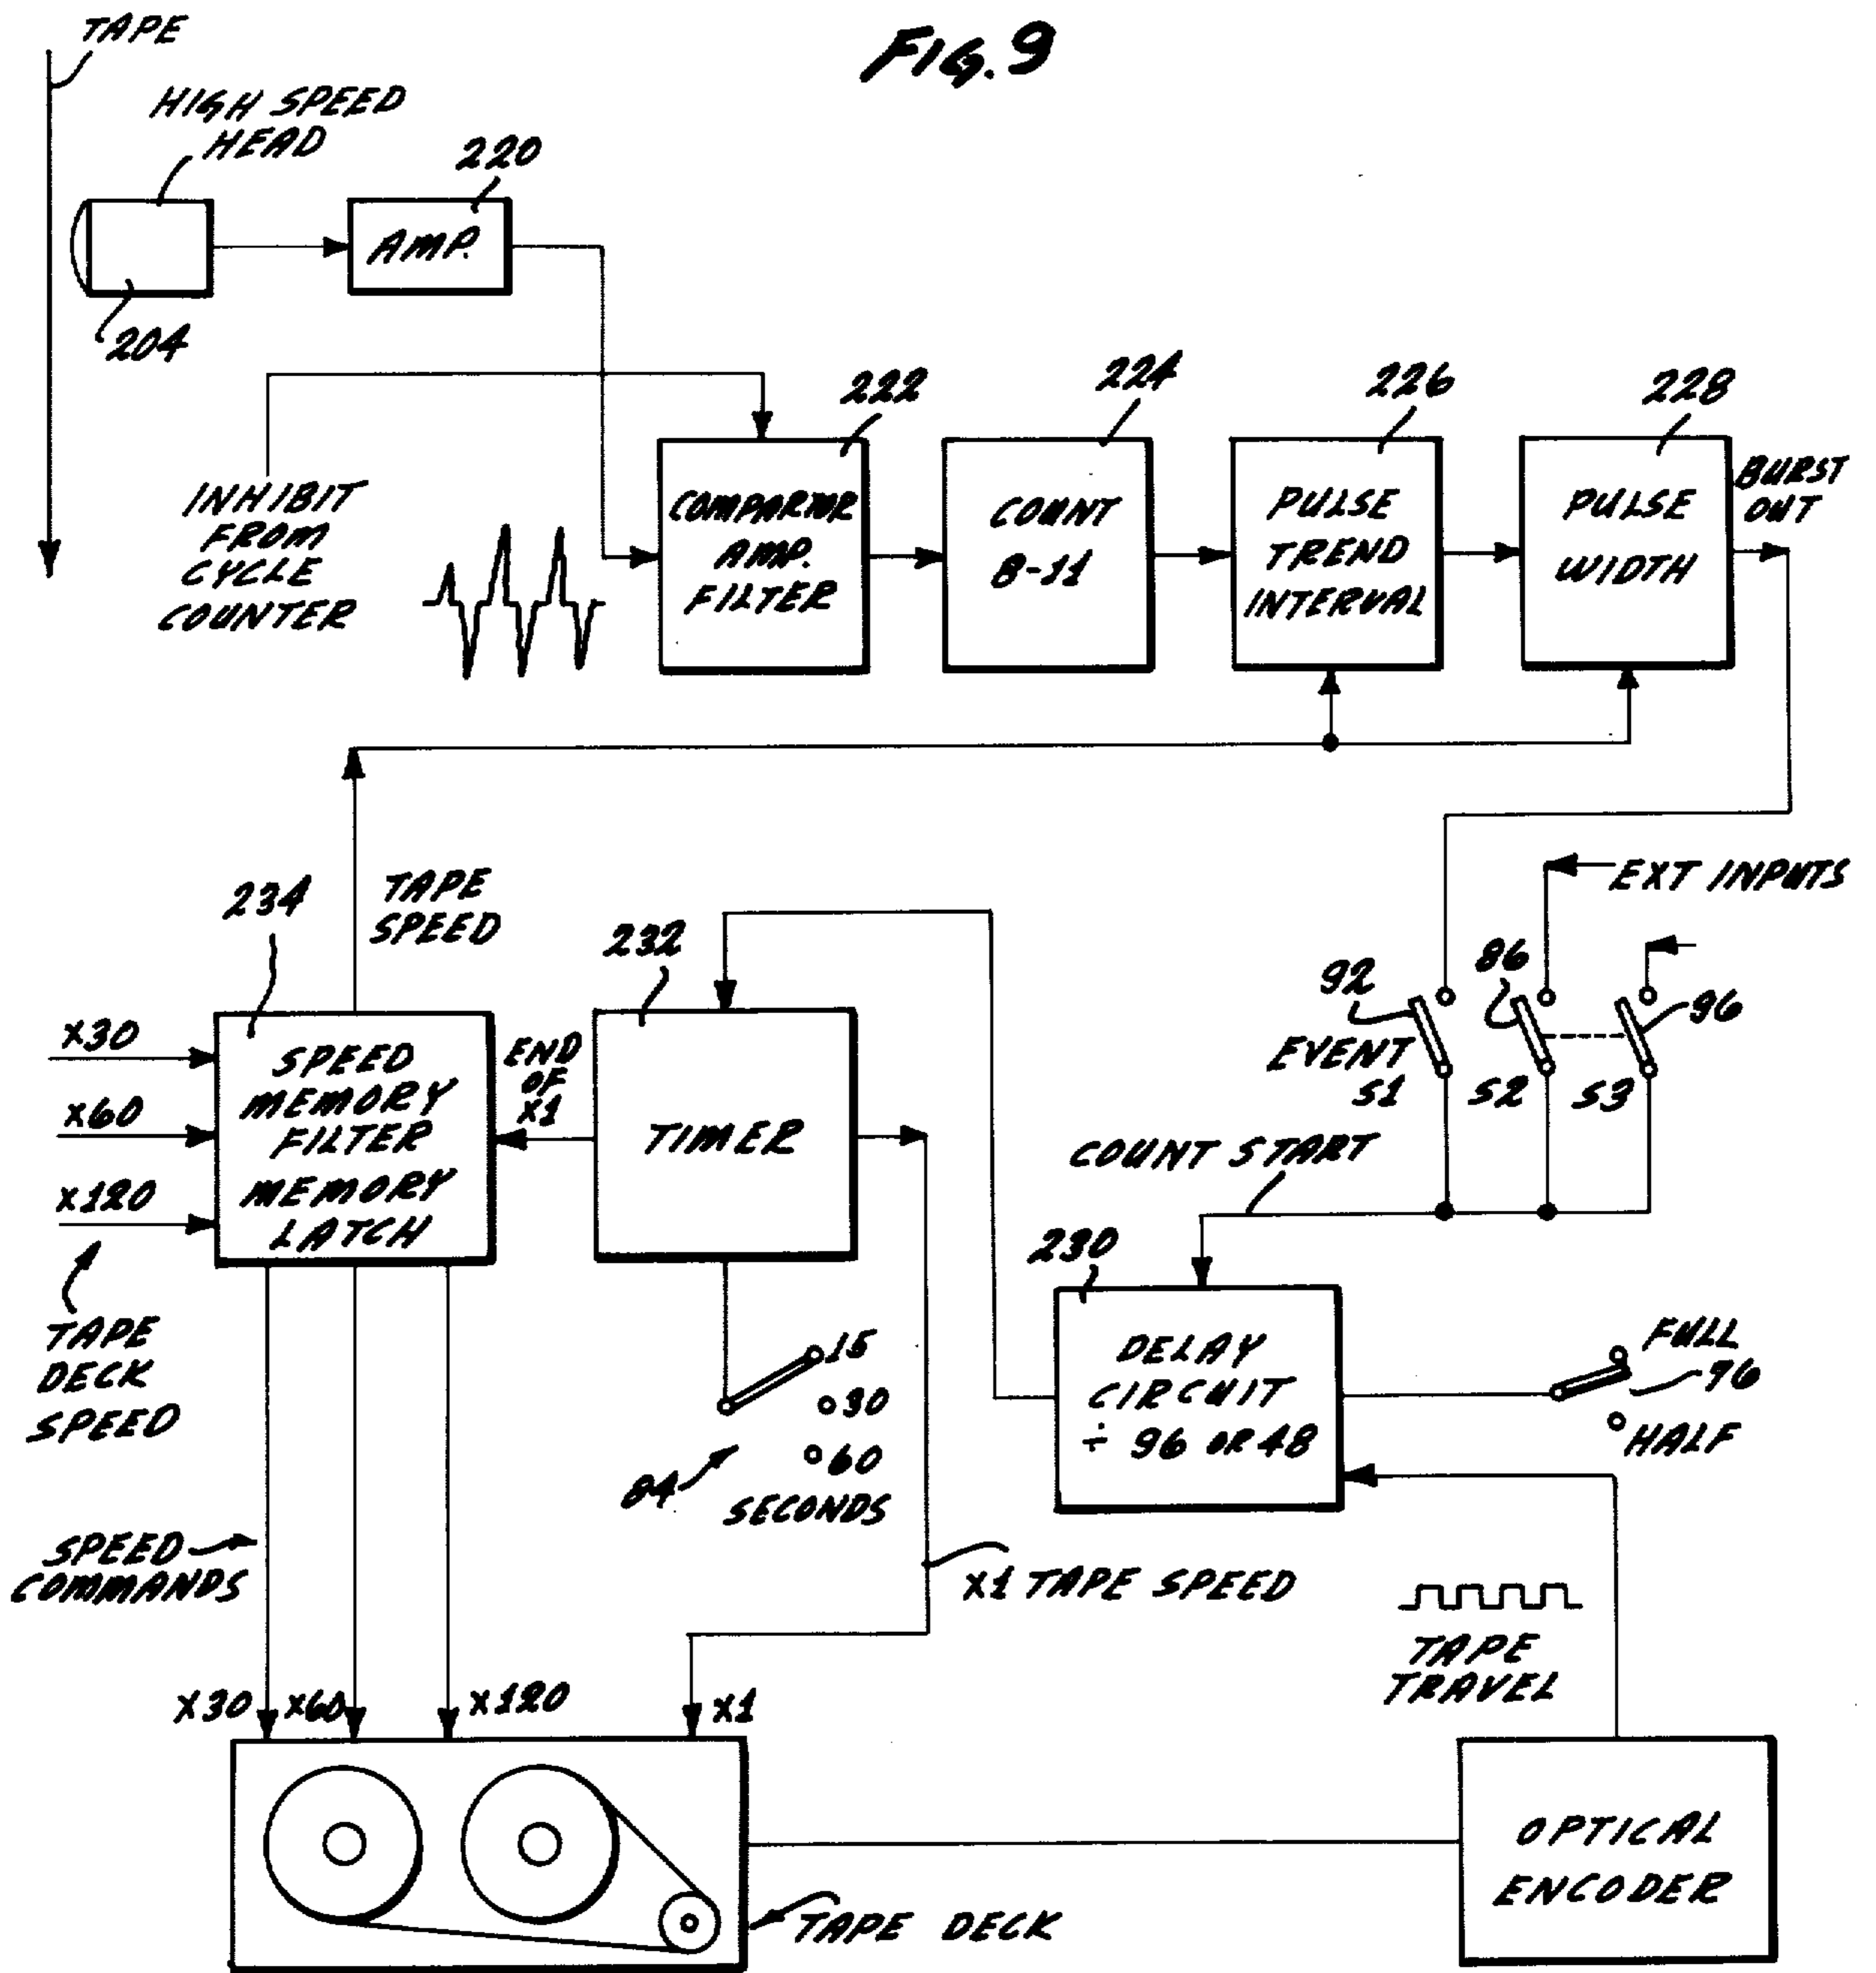 FIG. 9
TAPE
HIGH SPEED
HEAD
204
220
AMP.
INHIBIT
FROM
CYCLE
COUNTER
222
COMPARTOR
AMP.
FILTER
224
COUNT
8-11
226
PULSE
TREND
INTERVAL
228
PULSE
WIDTH
BURST
OUT
234
TAPE
SPEED
X30
X60
X120
TAPE
DECK
SPEED
SPEED
MEMORY
FILTER
MEMORY
LATCH
END
OF
X1
232
TIMER
EXT INPUTS
92
86
96
EVENT
S1
S2
S3
COUNT START
230
DELAY
CIRCUIT
÷ 96 OR 48
FULL
96
HALF
15
30
60
SECONDS
84
SPEED
COMMANDS
X1 TAPE SPEED
TAPE
TRAVEL
X30
X60
X120
X1
TAPE DECK
OPTICAL
ENCODER